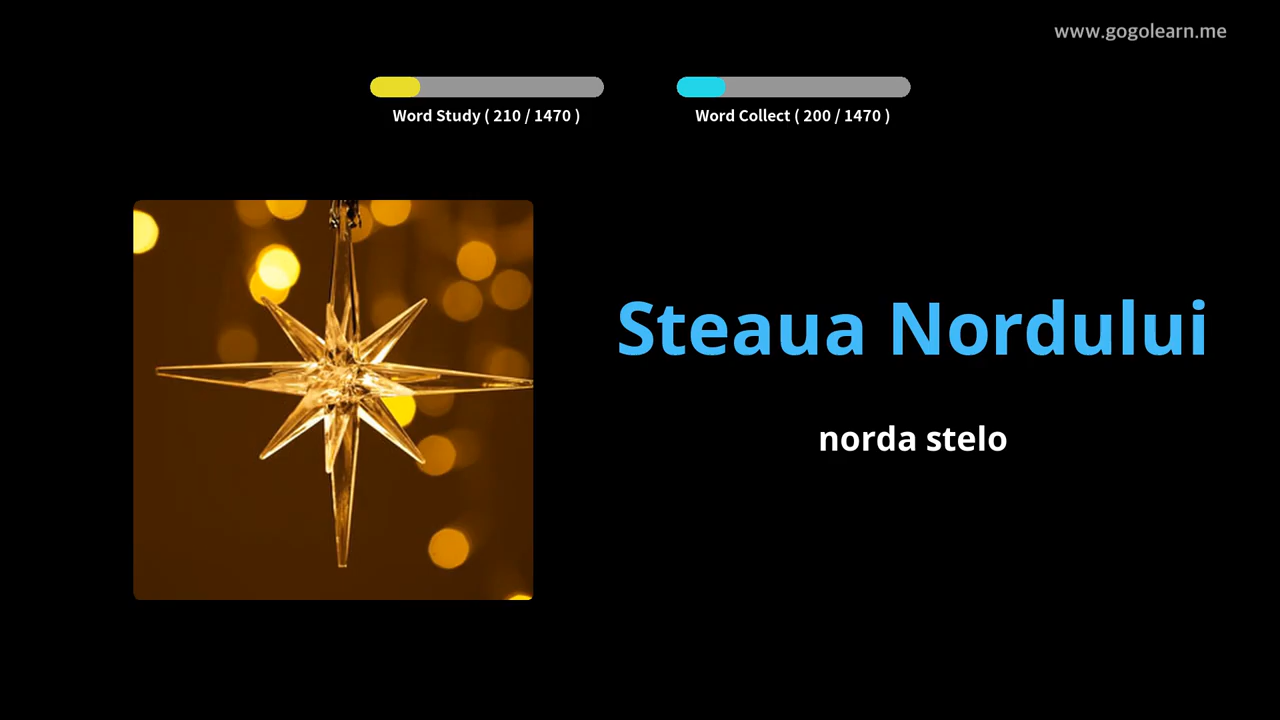 www.gogolearn.me
Word Study ( 210 / 1470 )
Word Collect ( 200 / 1470 )
Steaua Nordului
norda stelo